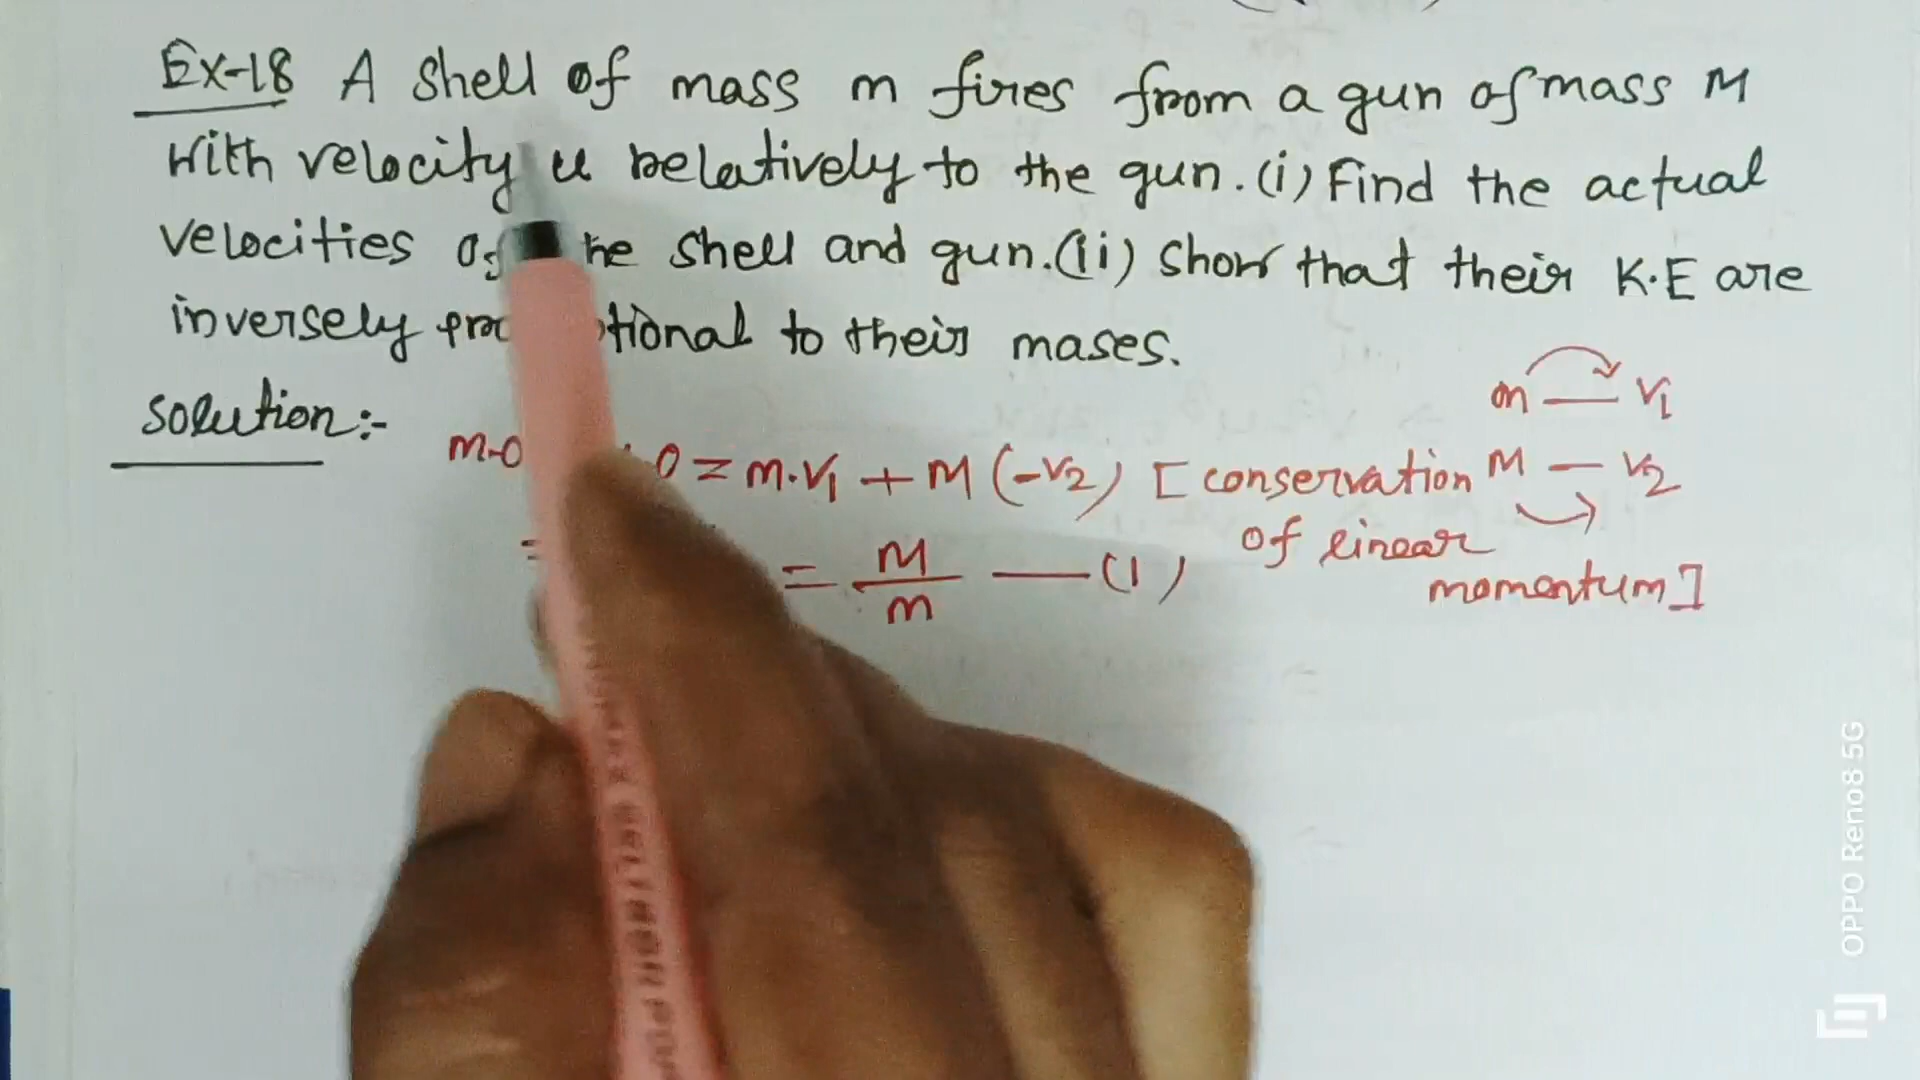 Ex-18 A shell of mass m fires from a gun of mass M
with velocity u relatively to the gun. (i) Find the actual
velocities the shell and gun. (ii) Show that their K.E are
inversely to their mases.
Solution:-
m → v₁
= m.v₁ + M (-v₂) [conservation
M — v₂
= M/m — (1)
of linear
momentum]
OPPO Reno8 5G